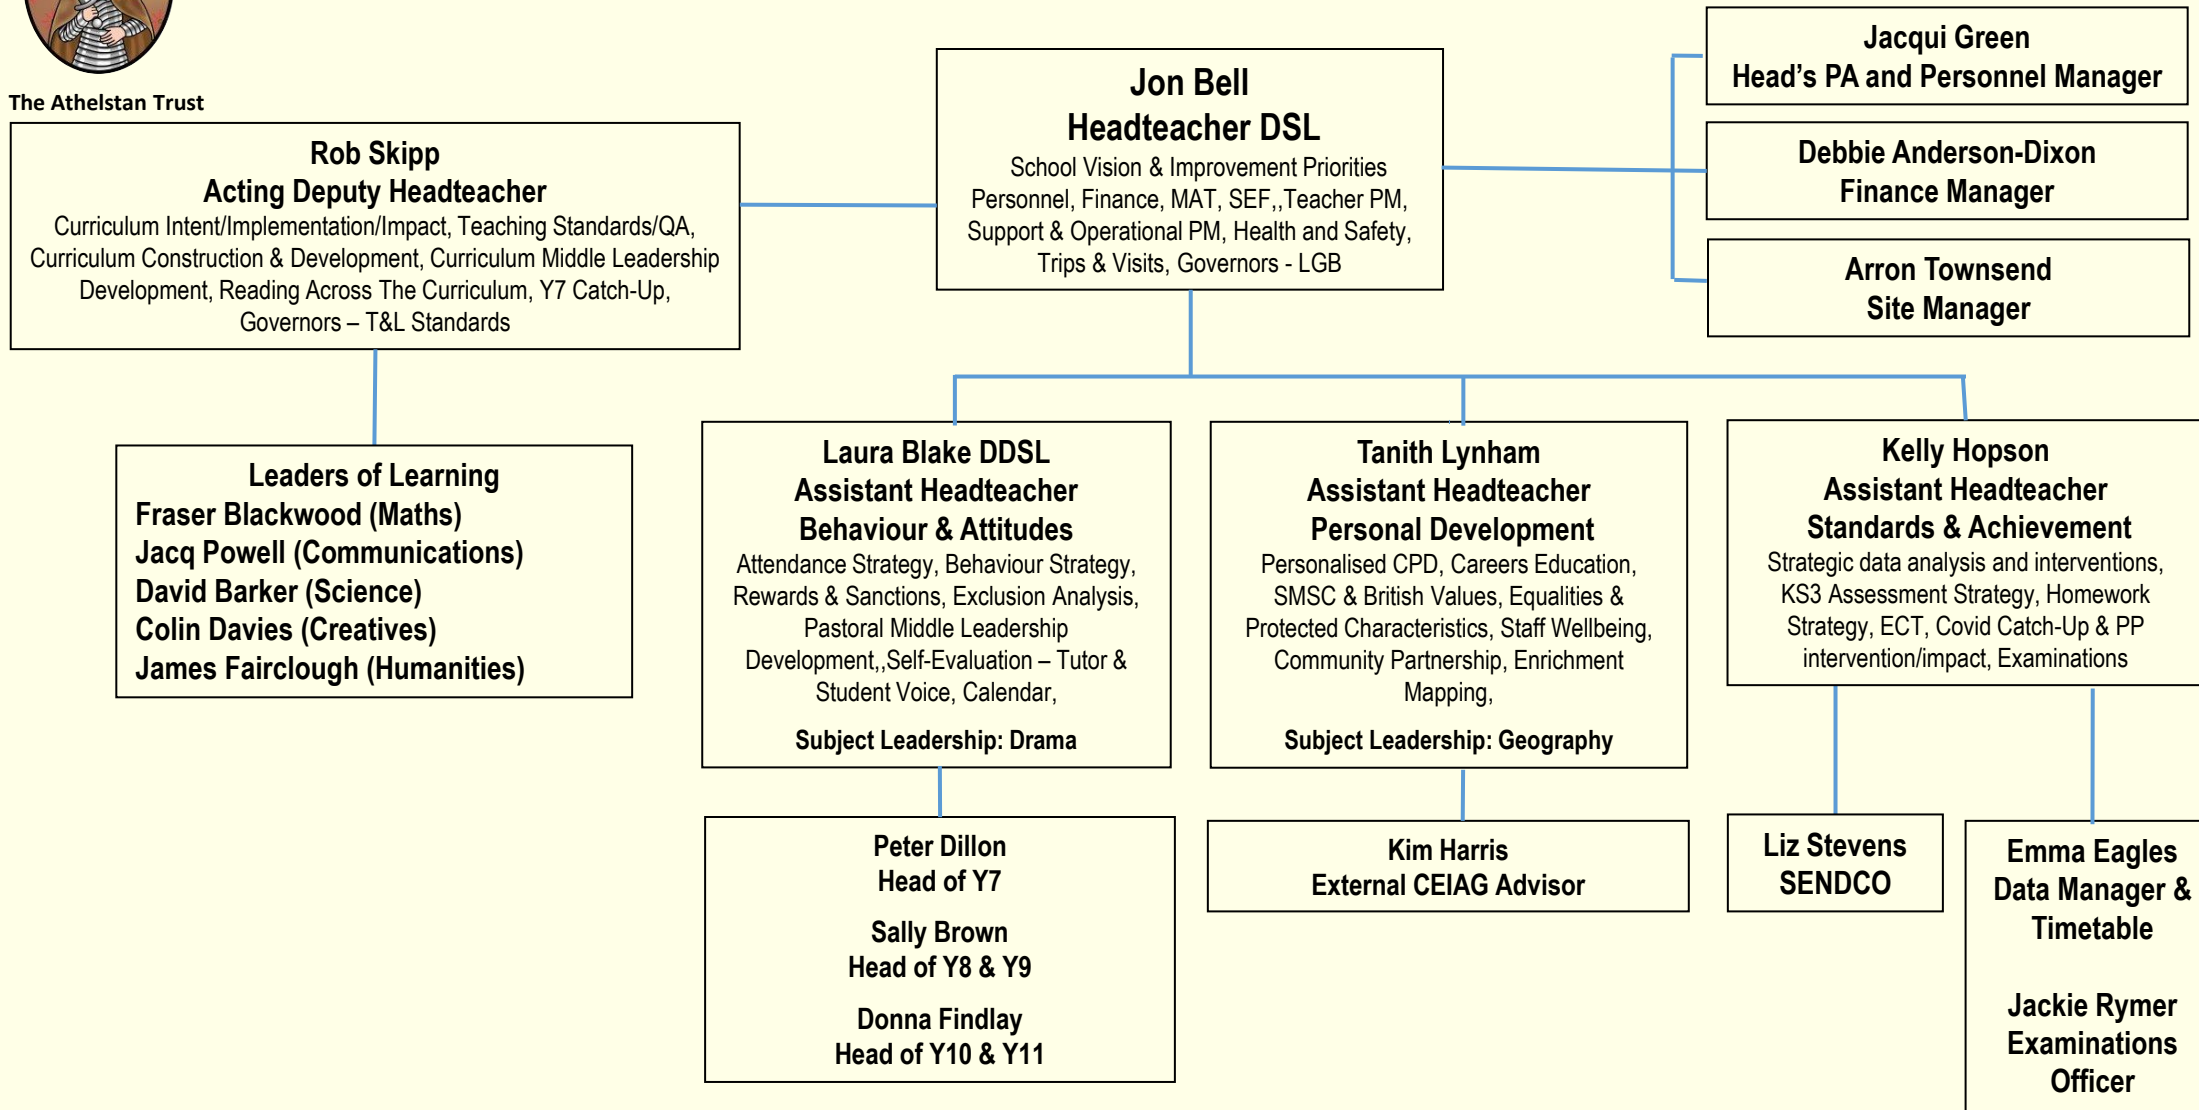 The Athelstan Trust
Rob Skipp
Acting Deputy Headteacher
Curriculum Intent/Implementation/Impact, Teaching Standards/QA,
Curriculum Construction & Development, Curriculum Middle Leadership
Development, Reading Across The Curriculum, Y7 Catch-Up,
Governors – T&L Standards
Jon Bell
Headteacher DSL
School Vision & Improvement Priorities
Personnel, Finance, MAT, SEF,,Teacher PM,
Support & Operational PM, Health and Safety,
Trips & Visits, Governors - LGB
Jacqui Green
Head’s PA and Personnel Manager
Debbie Anderson-Dixon
Finance Manager
Arron Townsend
Site Manager
Leaders of Learning
Fraser Blackwood (Maths)
Jacq Powell (Communications)
David Barker (Science)
Colin Davies (Creatives)
James Fairclough (Humanities)
Laura Blake DDSL
Assistant Headteacher
Behaviour & Attitudes
Attendance Strategy, Behaviour Strategy,
Rewards & Sanctions, Exclusion Analysis,
Pastoral Middle Leadership
Development,,Self-Evaluation – Tutor &
Student Voice, Calendar,
Subject Leadership: Drama
Tanith Lynham
Assistant Headteacher
Personal Development
Personalised CPD, Careers Education,
SMSC & British Values, Equalities &
Protected Characteristics, Staff Wellbeing,
Community Partnership, Enrichment
Mapping,
Subject Leadership: Geography
Kelly Hopson
Assistant Headteacher
Standards & Achievement
Strategic data analysis and interventions,
KS3 Assessment Strategy, Homework
Strategy, ECT, Covid Catch-Up & PP
intervention/impact, Examinations
Peter Dillon
Head of Y7
Sally Brown
Head of Y8 & Y9
Donna Findlay
Head of Y10 & Y11
Kim Harris
External CEIAG Advisor
Liz Stevens
SENDCO
Emma Eagles
Data Manager &
Timetable
Jackie Rymer
Examinations
Officer